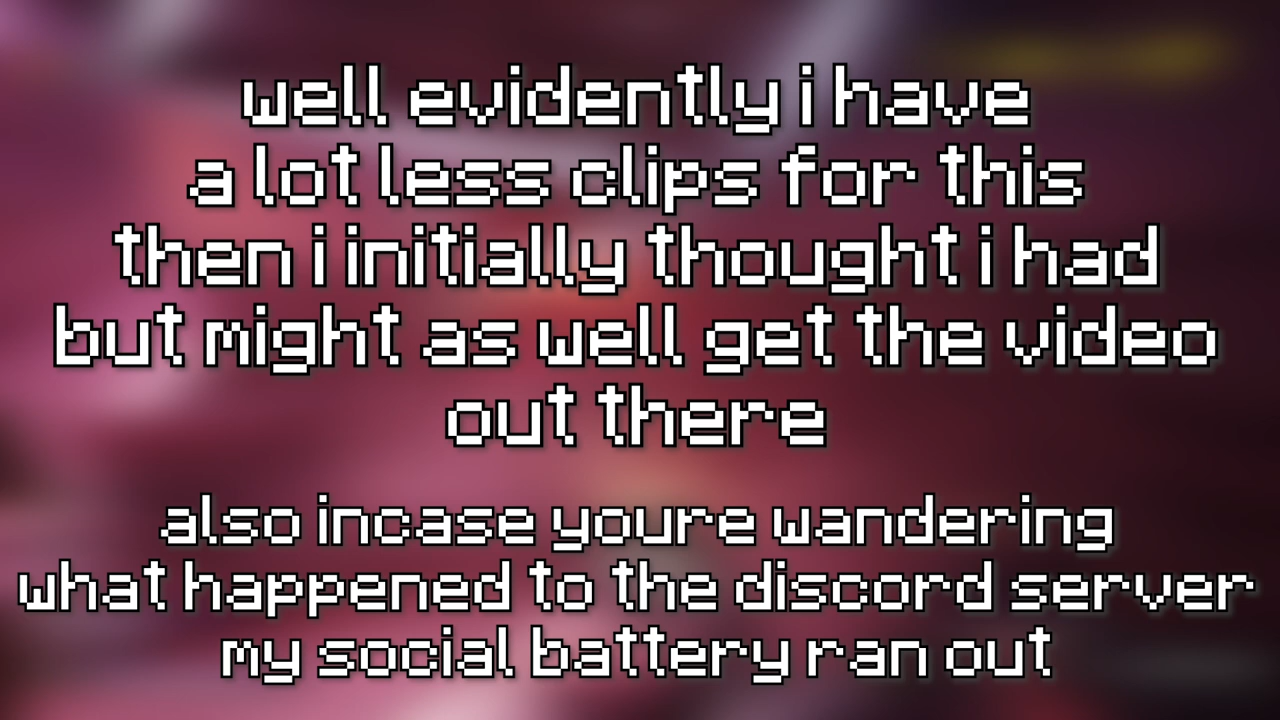 well evidently i have
a lot less clips for this
then i initially thought i had
but might as well get the video
out there
also incase youre wandering
what happened to the discord server
my social battery ran out